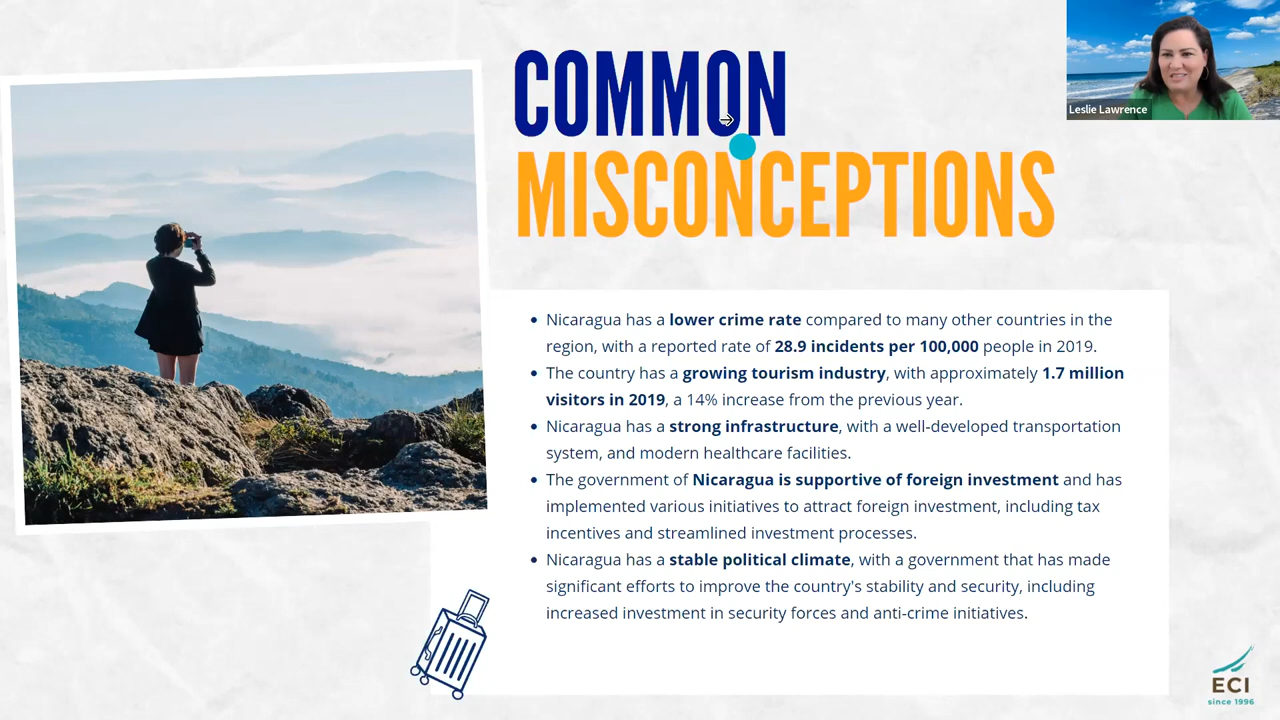 COMMON
MISCONCEPTIONS
Leslie Lawrence
Nicaragua has a lower crime rate compared to many other countries in the
region, with a reported rate of 28.9 incidents per 100,000 people in 2019.
The country has a growing tourism industry, with approximately 1.7 million
visitors in 2019, a 14% increase from the previous year.
Nicaragua has a strong infrastructure, with a well-developed transportation
system, and modern healthcare facilities.
The government of Nicaragua is supportive of foreign investment and has
implemented various initiatives to attract foreign investment, including tax
incentives and streamlined investment processes.
Nicaragua has a stable political climate, with a government that has made
significant efforts to improve the country's stability and security, including
increased investment in security forces and anti-crime initiatives.
ECI
since 1996